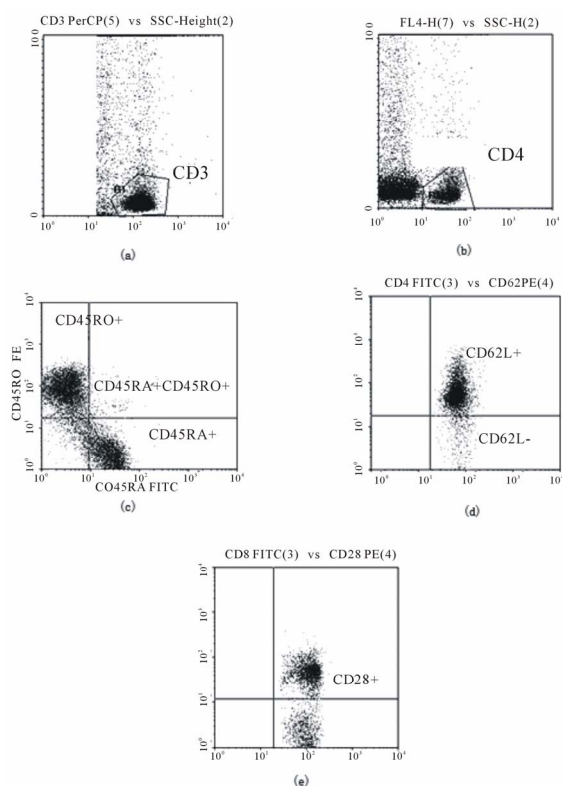 CD3 PerCP(5) vs SSC-Height(2)
100
CD3
0
10⁰ 10¹ 10² 10³ 10⁴
(a)
FL4-H(7) vs SSC-H(2)
100
CD4
0
10⁰ 10¹ 10² 10³ 10⁴
(b)
10⁴
CD45RO+
10³
CD45RO FE
10²
CD45RA+CD45RO+
10¹
CD45RA+
10⁰
10⁰ 10¹ 10² 10³ 10⁴
CO45RA FITC
(c)
CD4 FITC(3) vs CD62PE(4)
10⁴
10³
CD62L+
10²
10¹
CD62L-
10⁰
10⁰ 10¹ 10² 10³ 10⁴
(d)
CD8 FITC(3) vs CD28 PE(4)
10⁴
10³
10²
CD28+
10¹
10⁰
10⁰ 10¹ 10² 10³ 10⁴
(e)